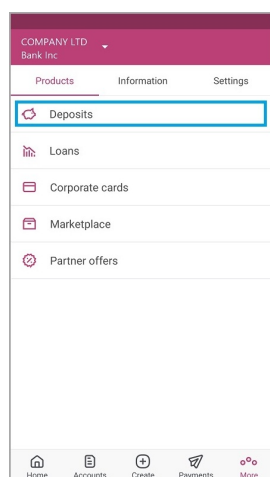 COMPANY LTD
Bank Inc
Products Information Settings
Deposits
Loans
Corporate cards
Marketplace
Partner offers
Home Accounts Create Payments More